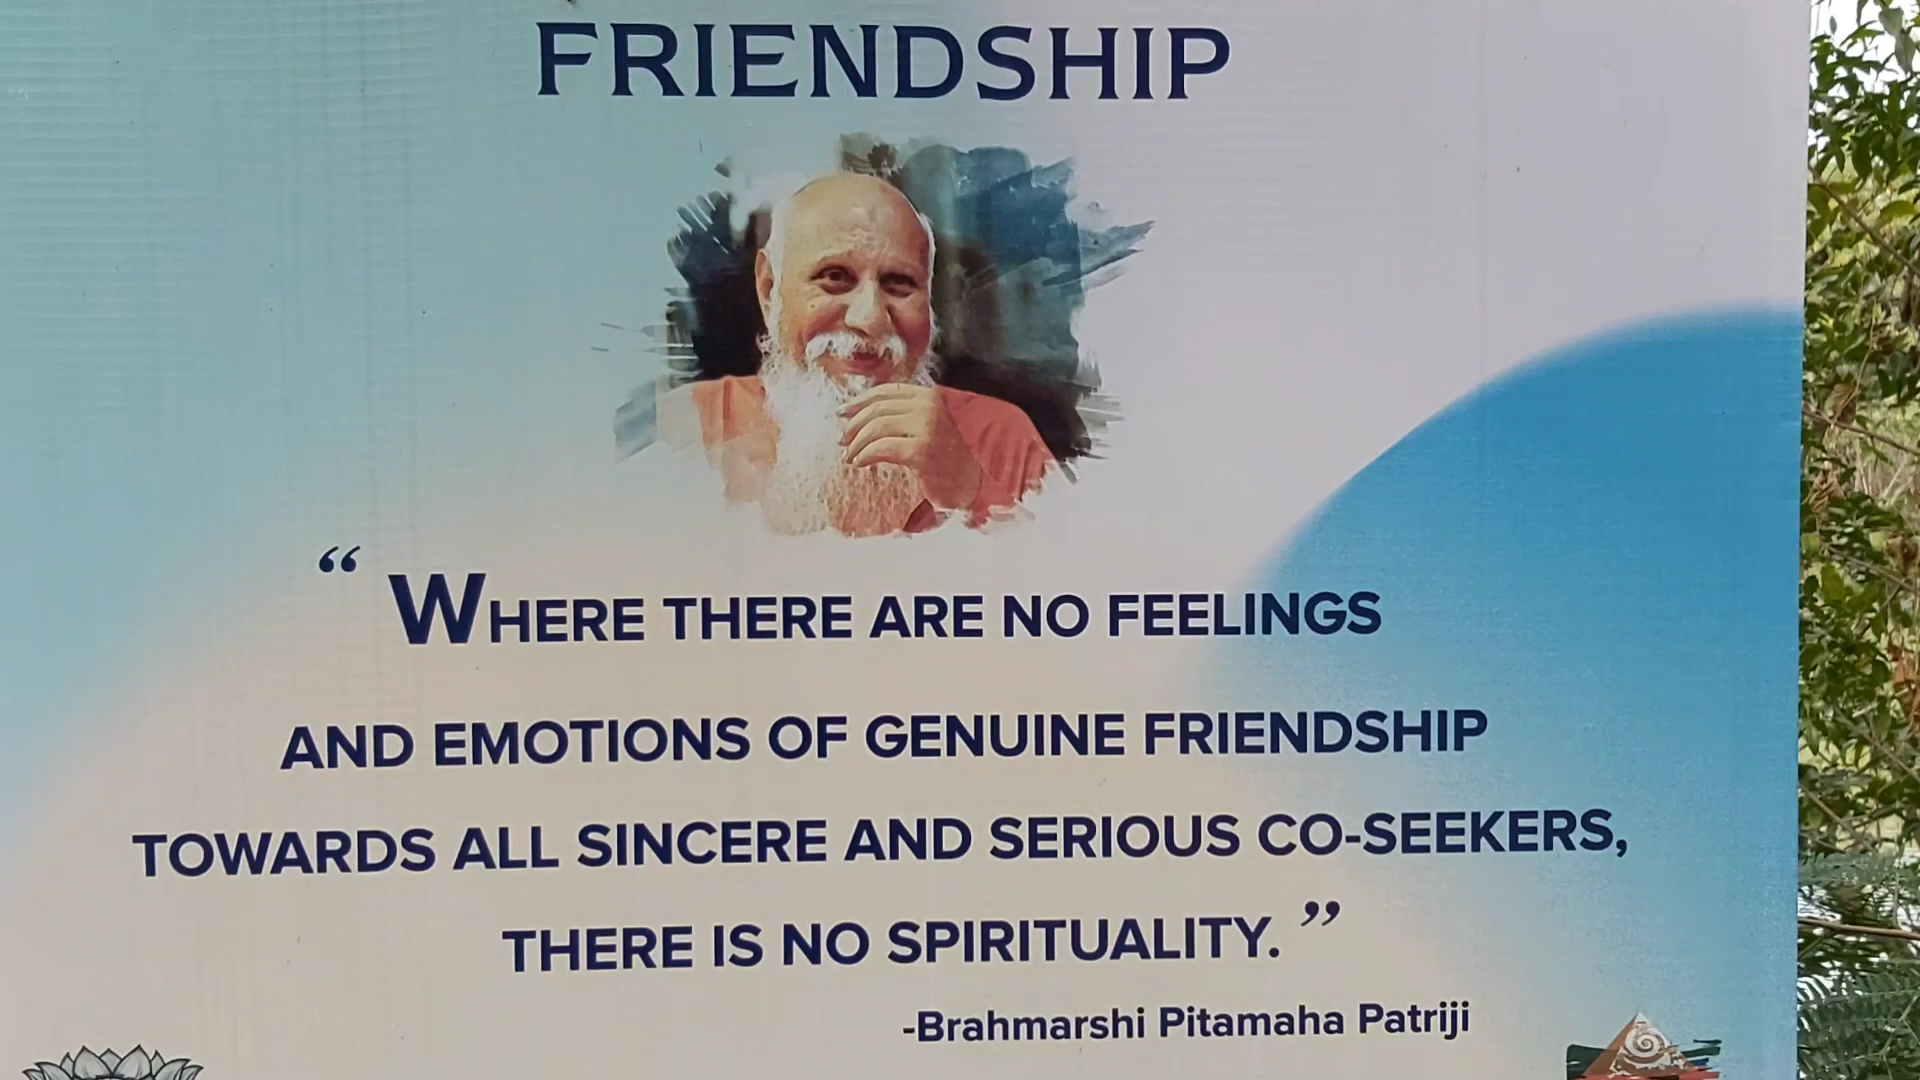 FRIENDSHIP
“ WHERE THERE ARE NO FEELINGS
AND EMOTIONS OF GENUINE FRIENDSHIP
TOWARDS ALL SINCERE AND SERIOUS CO-SEEKERS,
THERE IS NO SPIRITUALITY. ”
-Brahmarshi Pitamaha Patriji